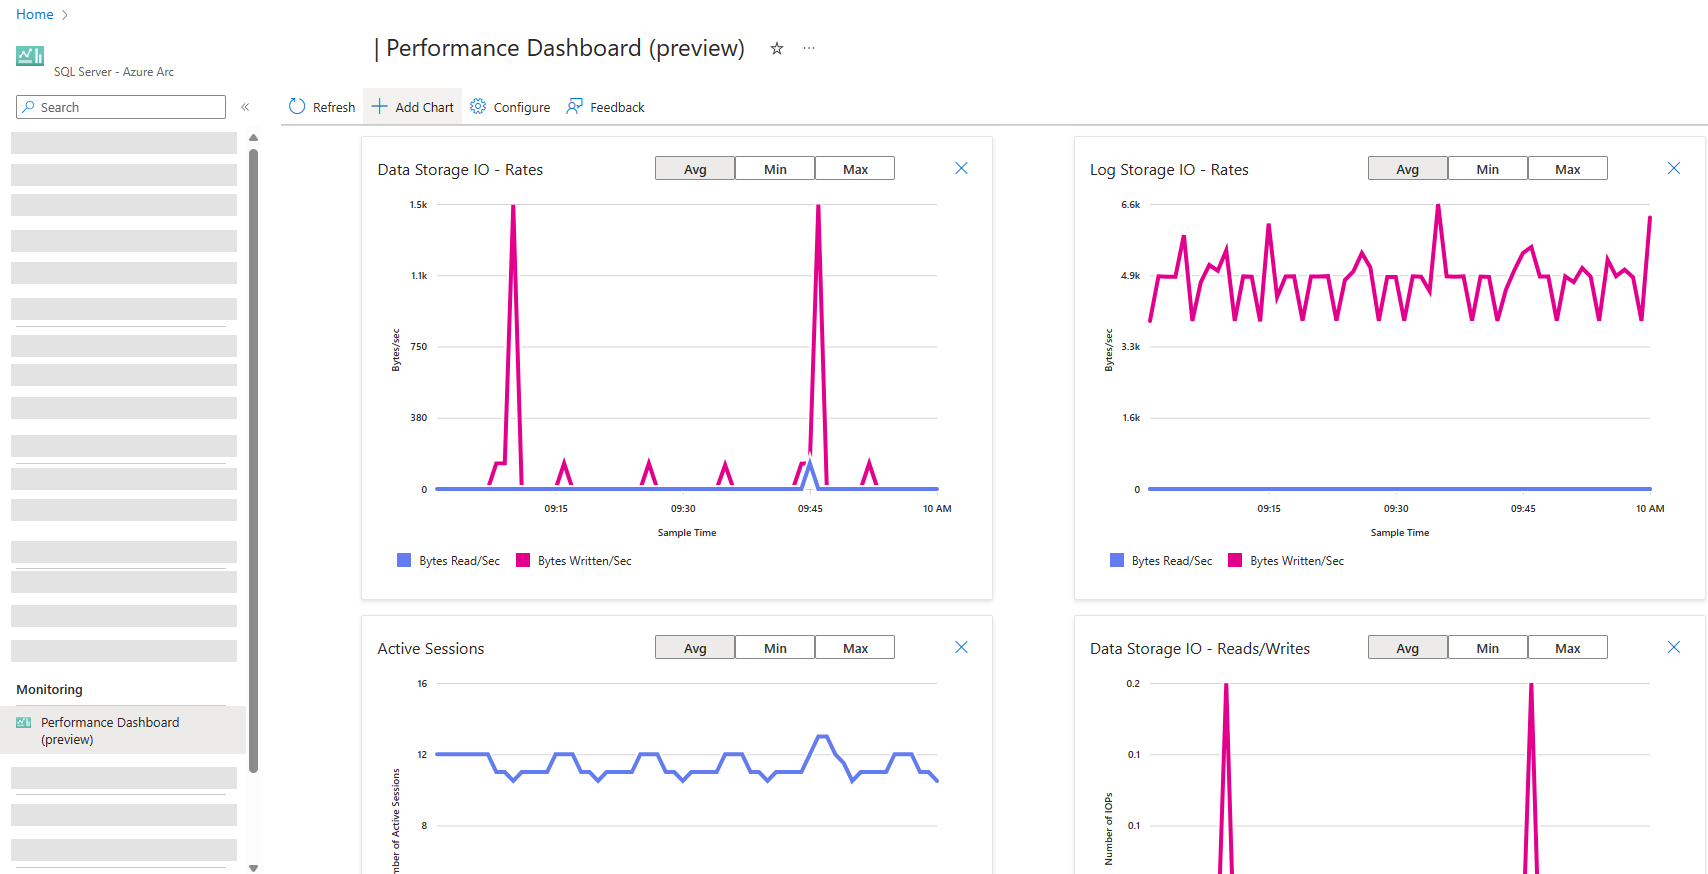 Home
| Performance Dashboard (preview)
SQL Server - Azure Arc
Search
Refresh
Add Chart
Configure
Feedback
Monitoring
Performance Dashboard
(preview)
Data Storage IO - Rates
Avg
Min
Max
1.5k
1.1k
750
380
0
Bytes/sec
09:15
09:30
09:45
10 AM
Sample Time
Bytes Read/Sec
Bytes Written/Sec
Log Storage IO - Rates
Avg
Min
Max
6.6k
4.9k
3.3k
1.6k
0
Bytes/sec
09:15
09:30
09:45
10 AM
Sample Time
Bytes Read/Sec
Bytes Written/Sec
Active Sessions
Avg
Min
Max
16
12
8
mber of Active Sessions
Data Storage IO - Reads/Writes
Avg
Min
Max
0.2
0.1
0.1
Number of IOPs